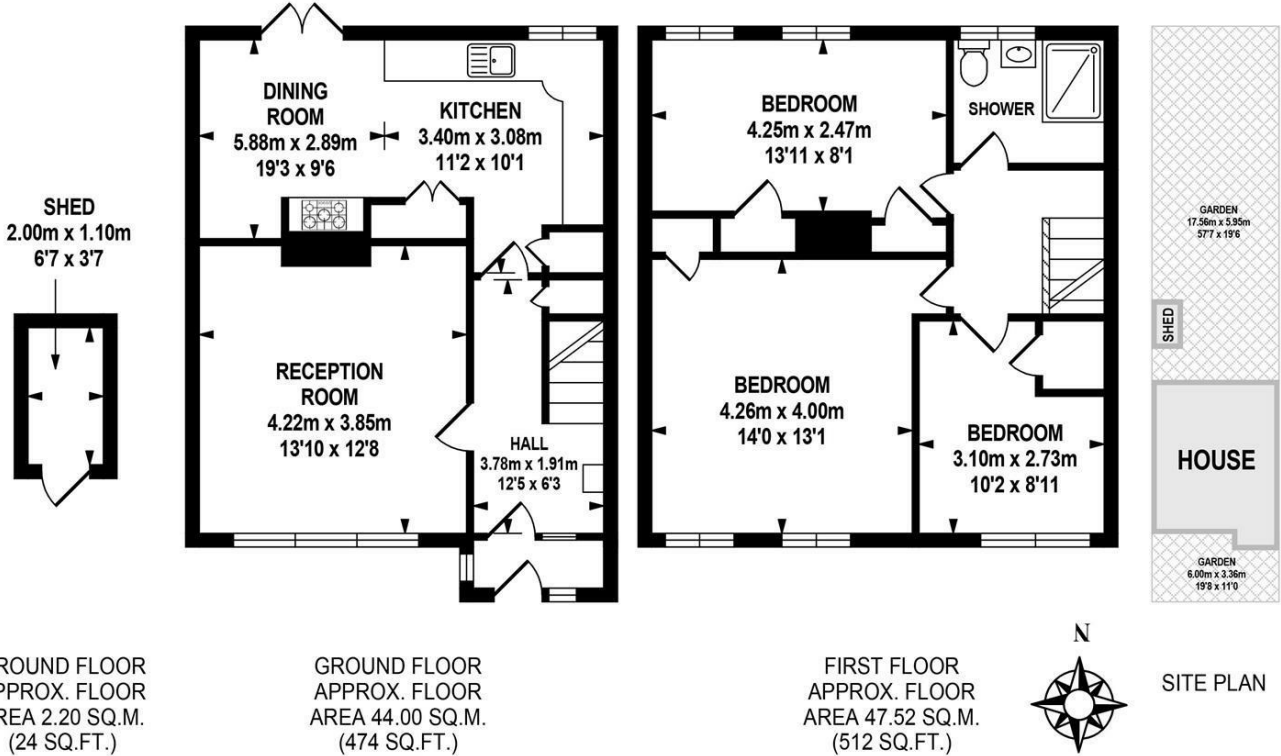 SHED
2.00m x 1.10m
6'7 x 3'7
DINING
ROOM
5.88m x 2.89m
19'3 x 9'6
KITCHEN
3.40m x 3.08m
11'2 x 10'1
RECEPTION
ROOM
4.22m x 3.85m
13'10 x 12'8
HALL
3.78m x 1.91m
12'5 x 6'3
BEDROOM
4.25m x 2.47m
13'11 x 8'1
SHOWER
BEDROOM
4.26m x 4.00m
14'0 x 13'1
BEDROOM
3.10m x 2.73m
10'2 x 8'11
GARDEN
17.56m x 5.95m
57'7 x 19'6
SHED
HOUSE
GARDEN
6.00m x 3.36m
19'8 x 11'0
ROUND FLOOR
PPROX. FLOOR
REA 2.20 SQ.M.
(24 SQ.FT.)
GROUND FLOOR
APPROX. FLOOR
AREA 44.00 SQ.M.
(474 SQ.FT.)
FIRST FLOOR
APPROX. FLOOR
AREA 47.52 SQ.M.
(512 SQ.FT.)
N
SITE PLAN